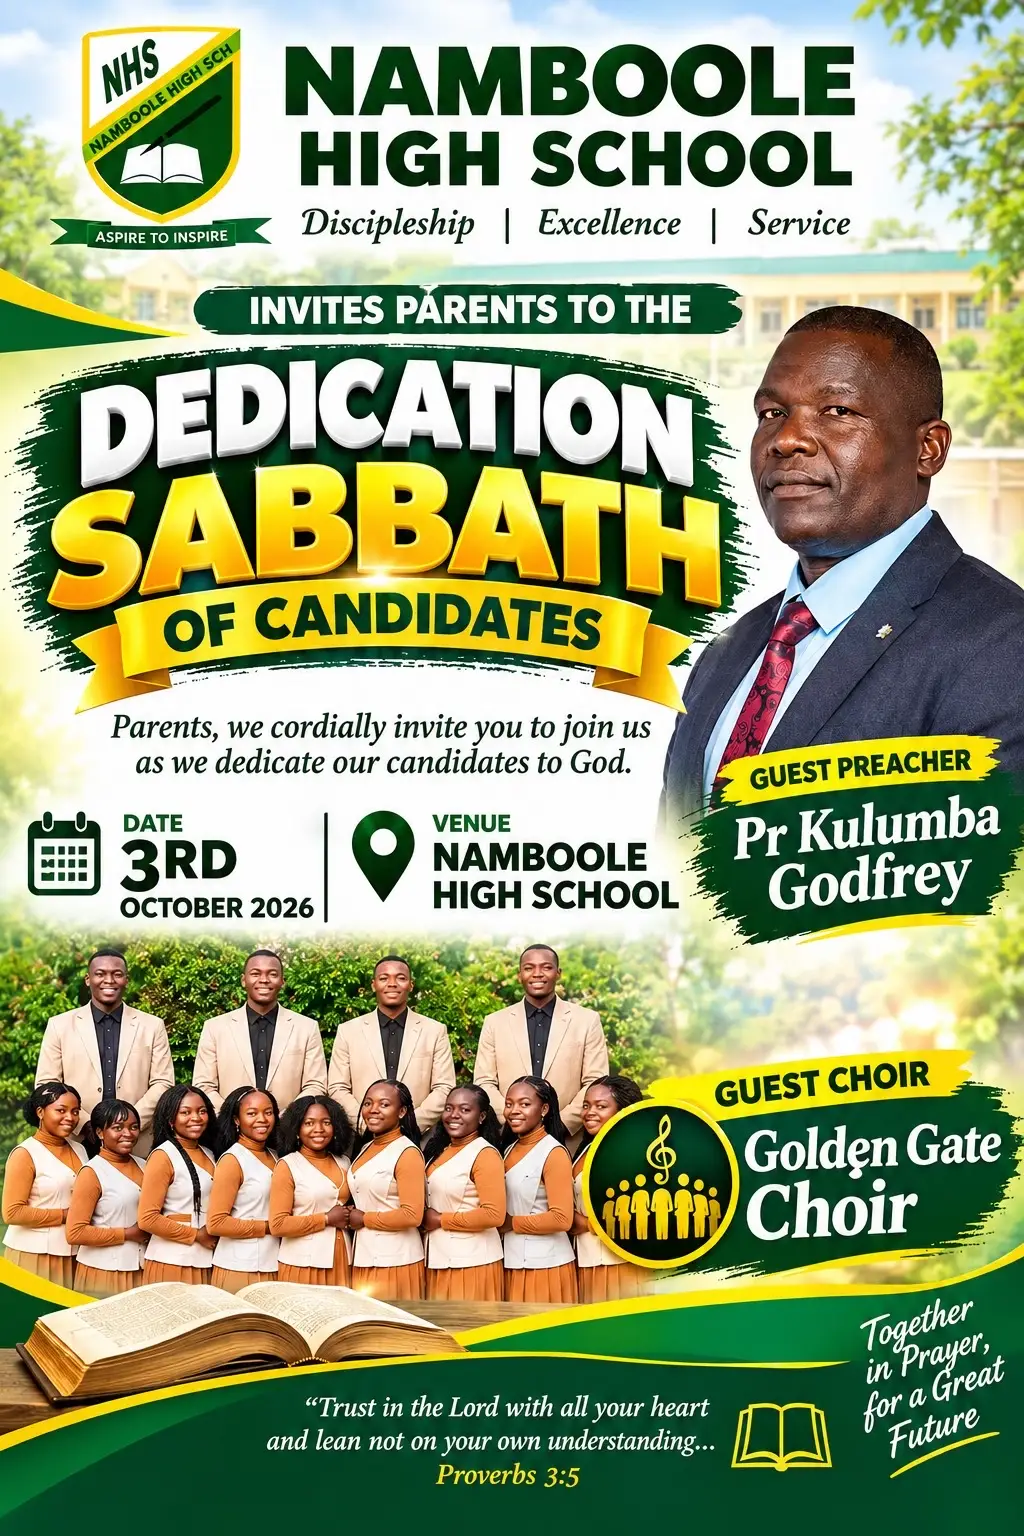 NHS
NAMBOOLE HIGH SCH
ASPIRE TO INSPIRE
NAMBOOLE
HIGH SCHOOL
Discipleship | Excellence | Service
INVITES PARENTS TO THE
DEDICATION
SABBATH
OF CANDIDATES
Parents, we cordially invite you to join us
as we dedicate our candidates to God.
DATE
3RD
OCTOBER 2026
VENUE
NAMBOOLE
HIGH SCHOOL
GUEST PREACHER
Pr Kulumba
Godfrey
GUEST CHOIR
Golden Gate
Choir
Together
in Prayer,
for a Great
Future
“Trust in the Lord with all your heart
and lean not on your own understanding...
Proverbs 3:5